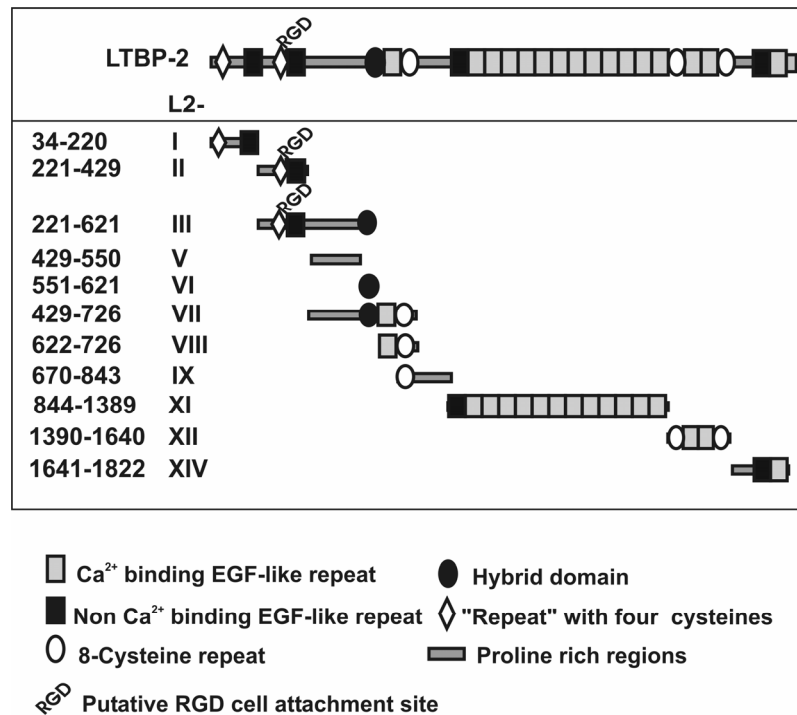 RGD
LTBP-2
L2-
34-220 I
RGD
221-429 II
RGD
221-621 III
429-550 V
551-621 VI
429-726 VII
622-726 VIII
670-843 IX
844-1389 XI
1390-1640 XII
1641-1822 XIV
Ca²⁺ binding EGF-like repeat
Hybrid domain
Non Ca²⁺ binding EGF-like repeat
"Repeat" with four cysteines
8-Cysteine repeat
Proline rich regions
RGD Putative RGD cell attachment site